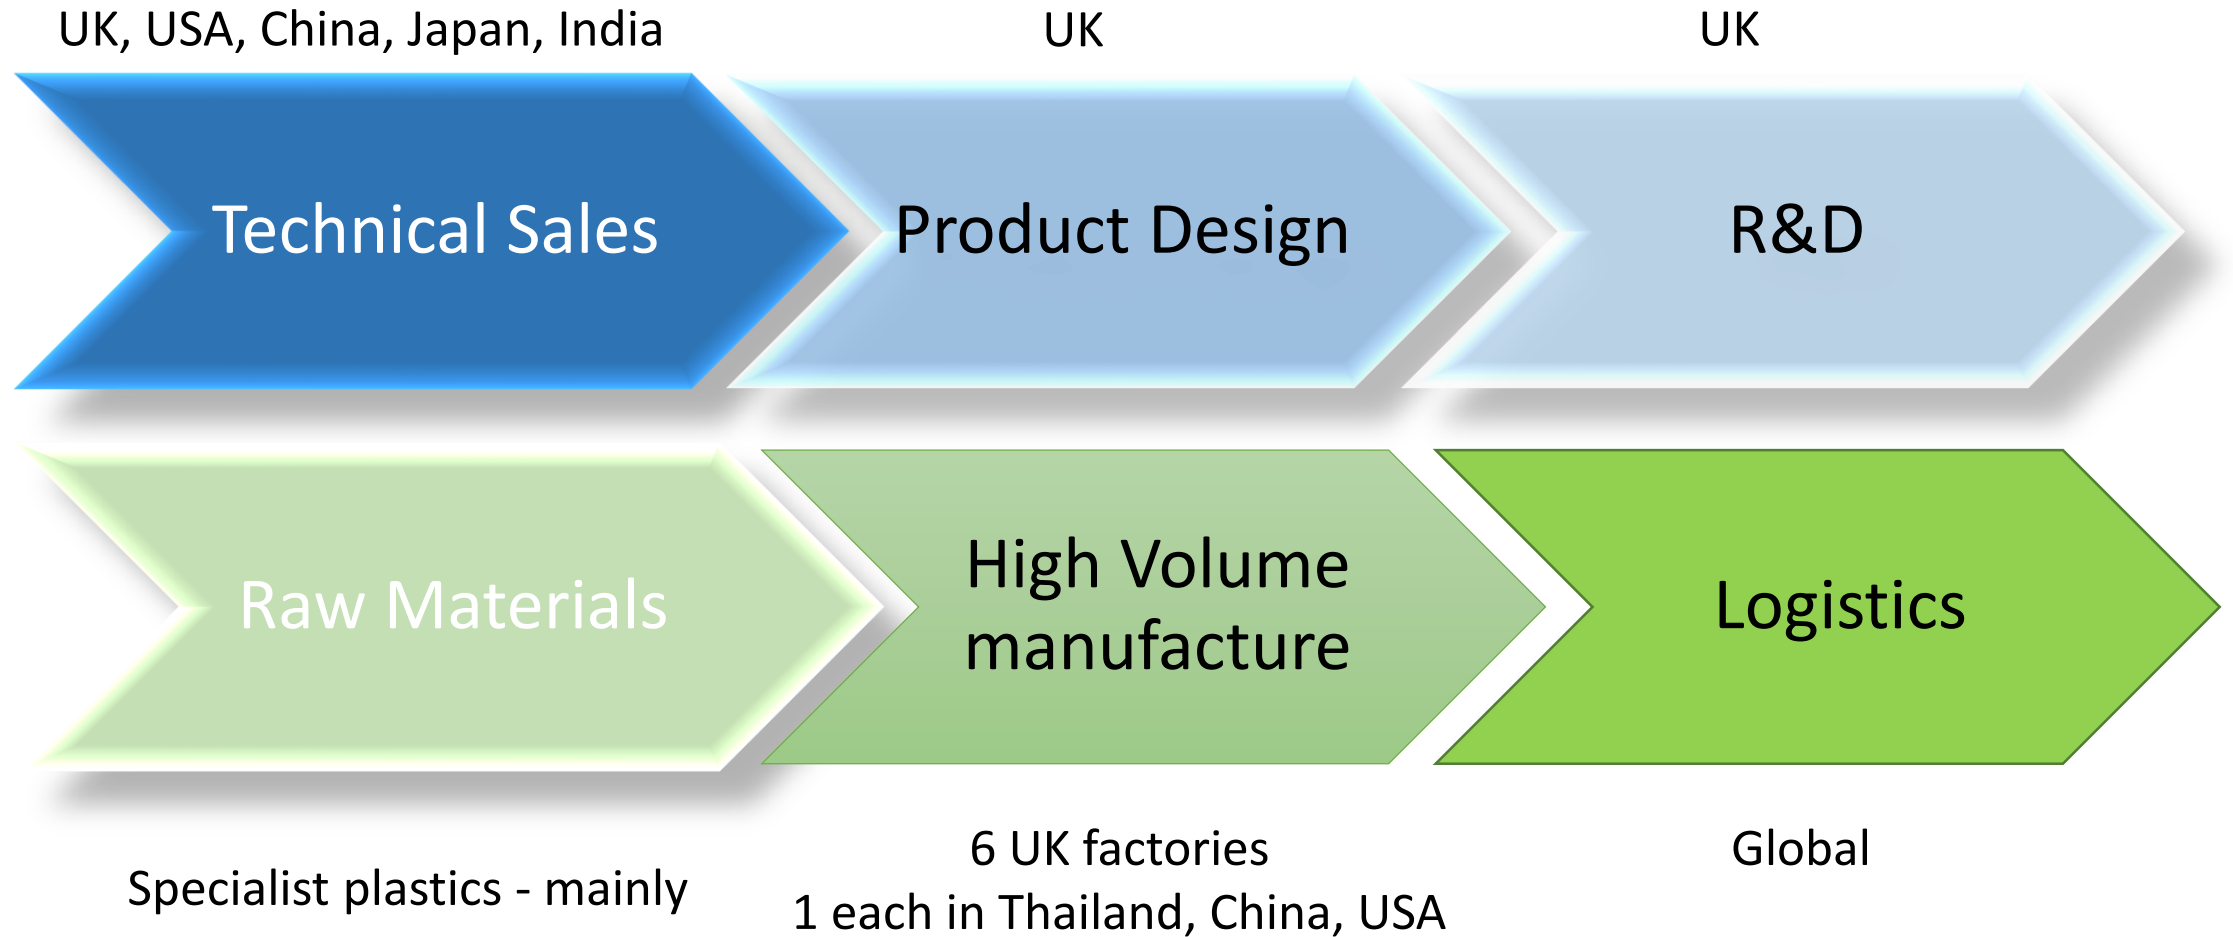 UK, USA, China, Japan, India
UK
UK
Technical Sales
Product Design
R&D
Raw Materials
High Volume
manufacture
Logistics
Specialist plastics - mainly
6 UK factories
1 each in Thailand, China, USA
Global